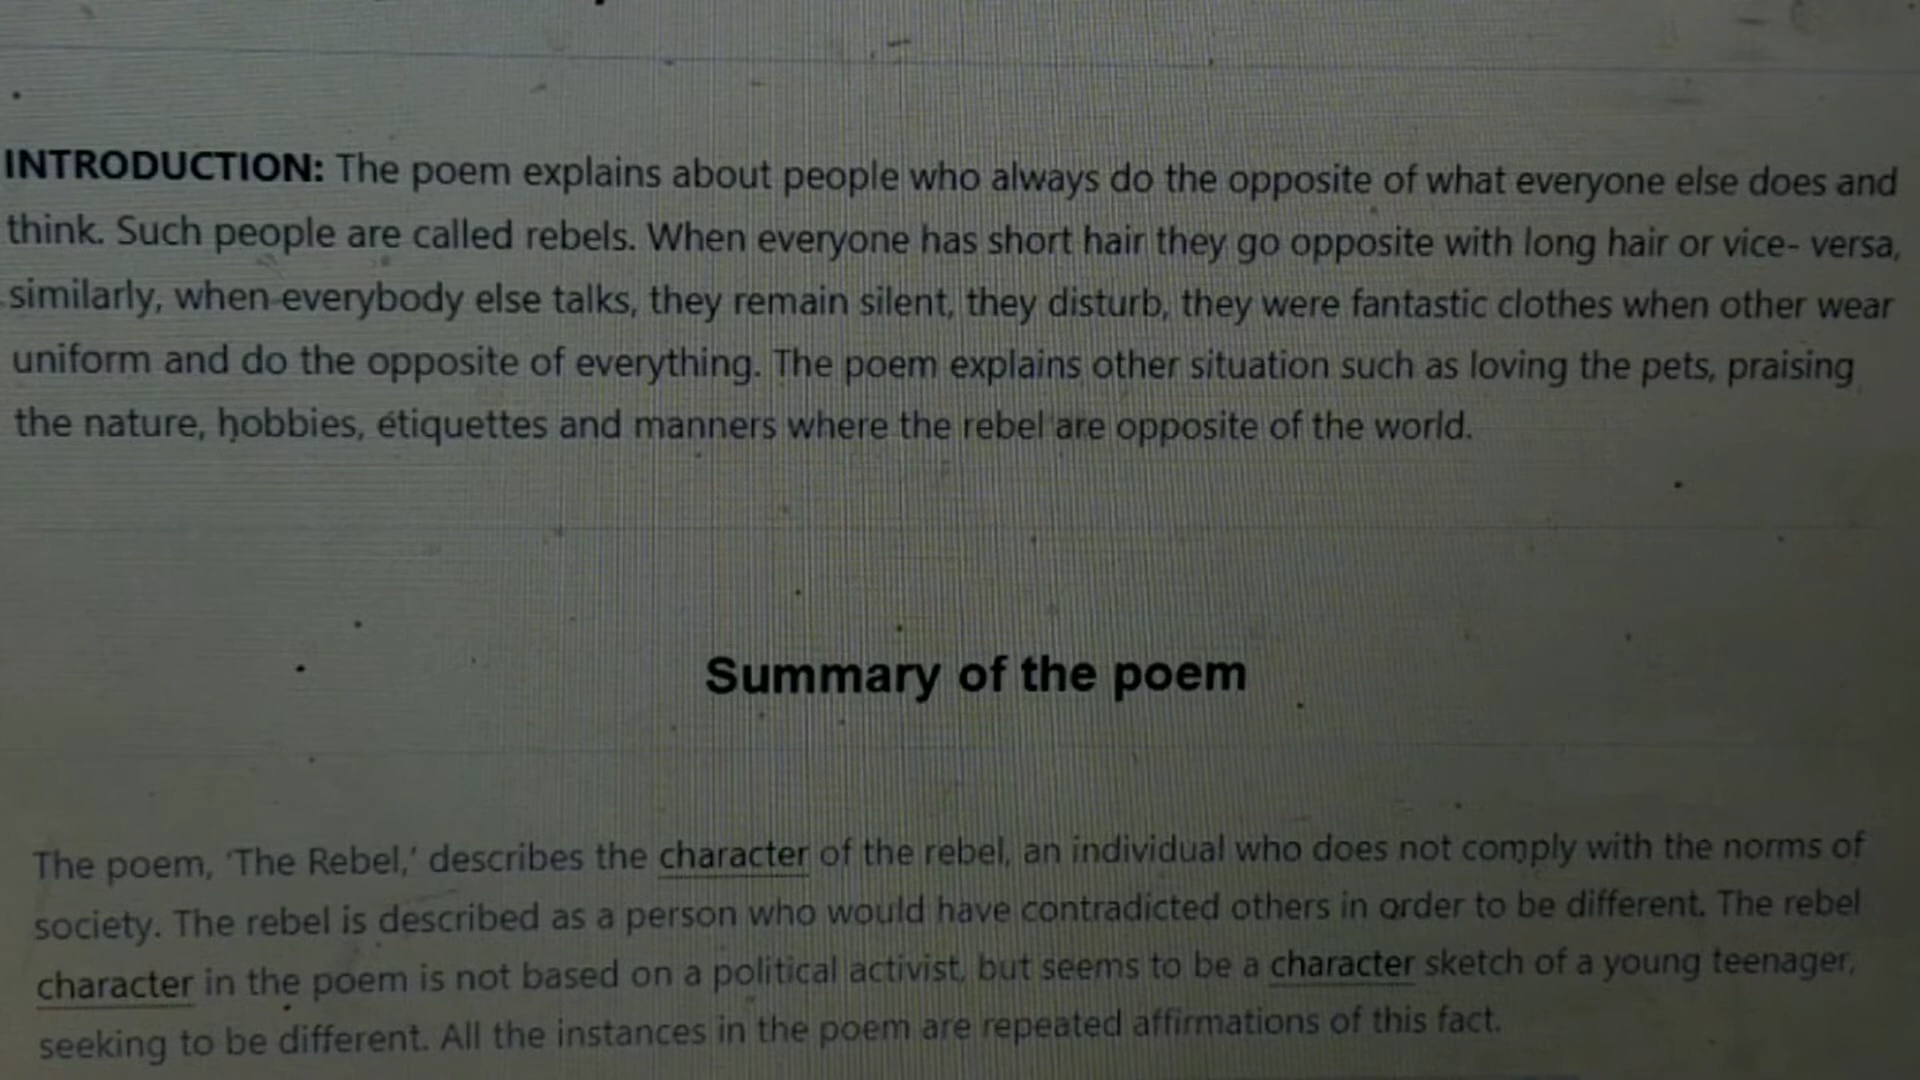 INTRODUCTION: The poem explains about people who always do the opposite of what everyone else does and
think. Such people are called rebels. When everyone has short hair they go opposite with long hair or vice- versa,
similarly, when everybody else talks, they remain silent, they disturb, they were fantastic clothes when other wear
uniform and do the opposite of everything. The poem explains other situation such as loving the pets, praising
the nature, hobbies, etiquettes and manners where the rebel are opposite of the world.
Summary of the poem
The poem, ‘The Rebel,’ describes the character of the rebel, an individual who does not comply with the norms of
society. The rebel is described as a person who would have contradicted others in order to be different. The rebel
character in the poem is not based on a political activist, but seems to be a character sketch of a young teenager,
seeking to be different. All the instances in the poem are repeated affirmations of this fact.